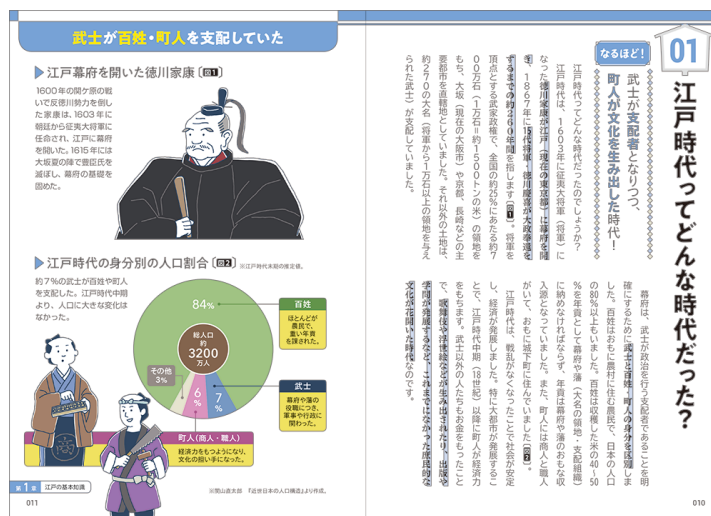 01
江戸時代ってどんな時代だった?
なるほど!
武士が支配者となりつつ、
町人が文化を生み出した時代!
江戸時代ってどんな時代だったのでしょうか?
江戸時代は、1603年に征夷大将軍(将軍)に
なった徳川家康が江戸(現在の東京都)に幕府を開
き、1867年に15代将軍・徳川慶喜が大政奉還を
するまでの約260年間を指します〔図1〕。将軍を
頂点とする武家政権で、全国の約25%にあたる約7
00万石(1万石=約1500トンの米)の領地を
もち、大坂(現在の大阪市)や京都、長崎などの主
要都市を直轄地としていました。それ以外の土地は、
約270の大名(将軍から1万石以上の領地を与え
られた武士)が支配していました。
幕府は、武士が政治を行う支配者であることを明
確にするために武士と百姓・町人の身分を区別しま
した。百姓はおもに農村に住む農民で、日本の人口
の80%以上もいました。百姓は収穫した米の40~50
%を年貢として幕府や藩(大名の領地・支配組織)
に納めなければならず、年貢は幕府や藩のおもな収
入源となっていました。また、町人には商人と職人
がいて、おもに城下町に住んでいました〔図2〕。
江戸時代は、戦乱がなくなったことで社会が安定
し、経済が発展しました。特に大都市が発展するこ
とで、江戸時代中期(18世紀)以降に町人が経済力
をもちます。武士以外の人たちもお金をもったこと
で、歌舞伎や浮世絵などが生み出されたり、出版や
学問が発展するなど、これまでになかった庶民的な
文化が花開いた時代なのです。
010
武士が百姓・町人を支配していた
▶江戸幕府を開いた徳川家康〔図1〕
1600年の関ケ原の戦
いで反徳川勢力を倒し
た家康は、1603年に
朝廷から征夷大将軍に
任命され、江戸に幕府
を開いた。1615年には
大坂夏の陣で豊臣氏を
滅ぼし、幕府の基礎を
固めた。
▶江戸時代の身分別の人口割合〔図2〕
※江戸時代末期の推定値。
約7%の武士が百姓や町人
を支配した。江戸時代中期
より、人口に大きな変化は
なかった。
84%
総人口
約
3200
万人
その他
3%
6
%
7
%
百姓
ほとんどが
農民で、
重い年貢
を課された。
武士
幕府や藩の
役職につき、
軍事や行政に
関わった。
町人(商人・職人)
経済力をもつようになり、
文化の担い手になった。
※関山直太郎『近世日本の人口構造』より作成。
第1章
江戸の基本知識
011